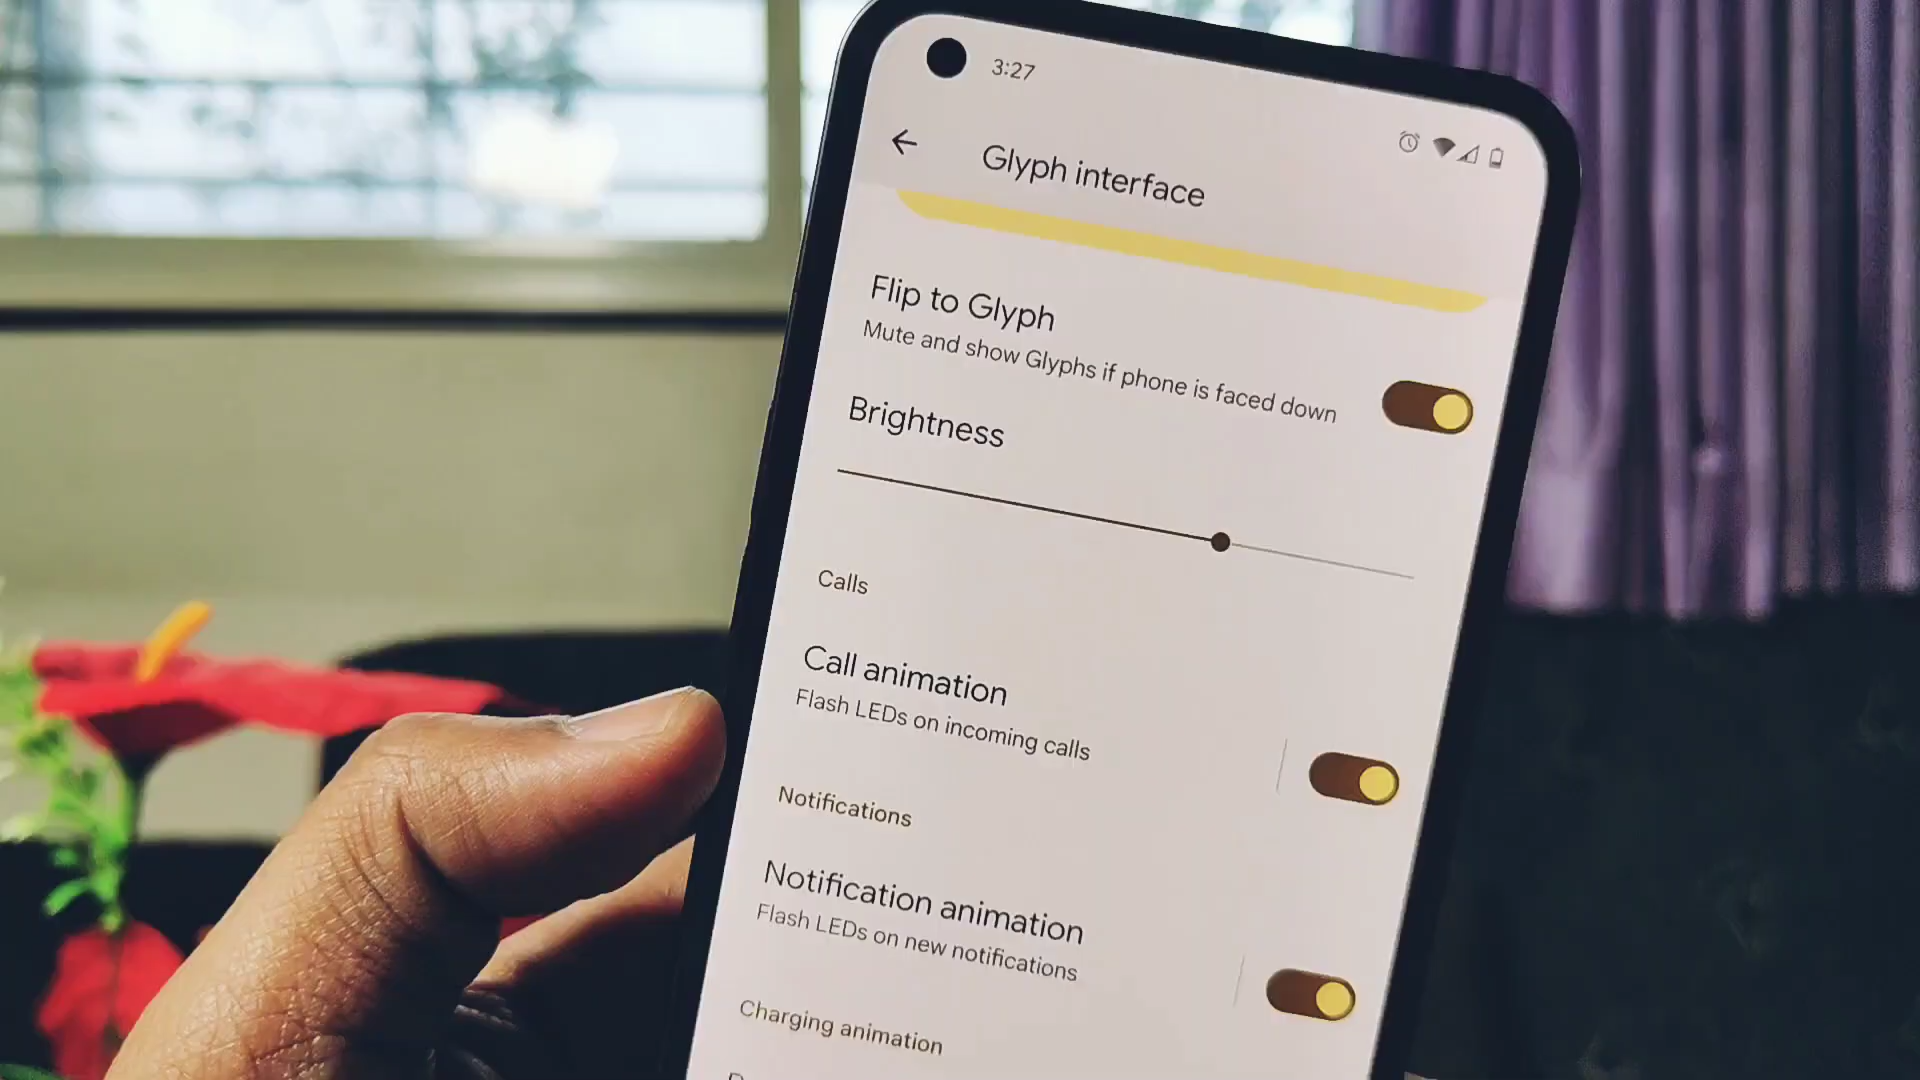 3:27
Glyph interface
Flip to Glyph
Mute and show Glyphs if phone is faced down
Brightness
Calls
Call animation
Flash LEDs on incoming calls
Notifications
Notification animation
Flash LEDs on new notifications
Charging animation